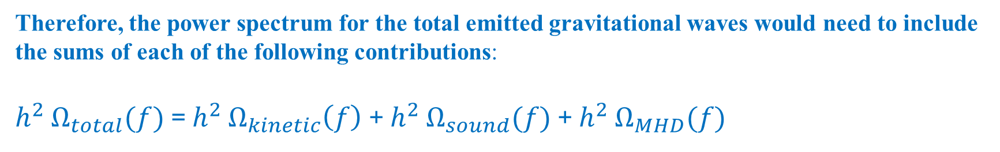 Therefore, the power spectrum for the total emitted gravitational waves would need to include
the sums of each of the following contributions:
h² Ω_total(f) = h² Ω_kinetic(f) + h² Ω_sound(f) + h² Ω_MHD(f)